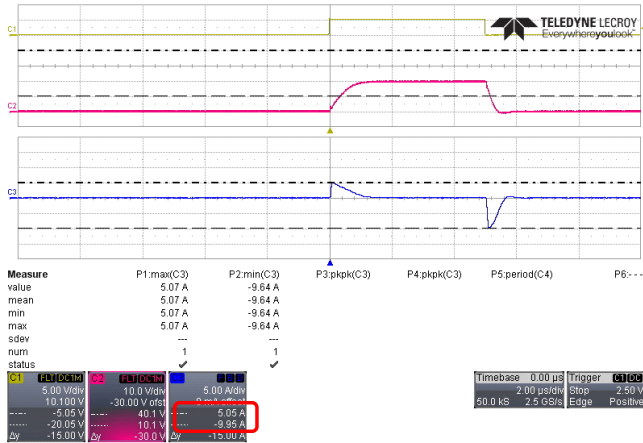 TELEDYNE LECROY
Everywhereyoulook™
C1
C2
C3
Measure P1:max(C3) P2:min(C3) P3:pkpk(C3) P4:pkpk(C3) P5:period(C4) P6:---
value 5.07 A -9.64 A
mean 5.07 A -9.64 A
min 5.07 A -9.64 A
max 5.07 A -9.64 A
sdev --- ---
num 1 1
status ✓ ✓
C1 FLT DC1M
5.00 V/div
10.100 V
-5.05 V
-20.05 V
Δy -15.00 V
C2 FLT DC1M
10.0 V/div
-30.00 V ofst
40.1 V
10.1 V
Δy -30.0 V
5.00 A/div
5.05 A
-9.95 A
Δy -15.00 A
Timebase 0.00 µs
2.00 µs/div
50.0 kS 2.5 GS/s
Trigger C1 DC
Stop 2.50 V
Edge Positive